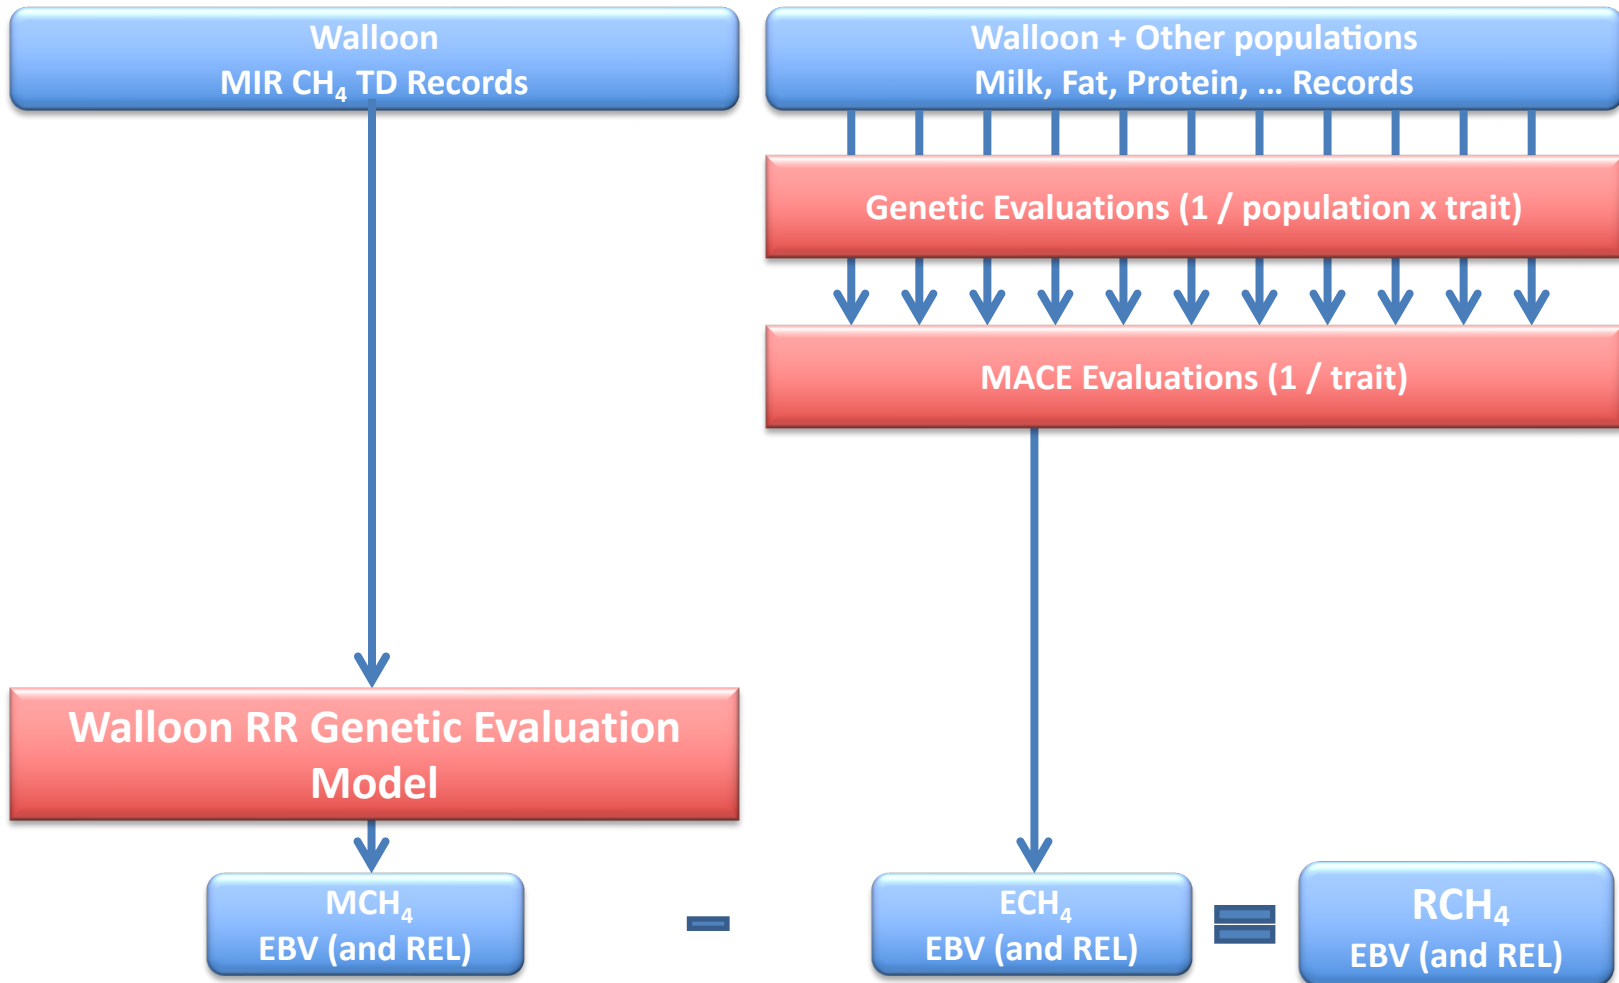 Walloon
MIR CH₄ TD Records
Walloon + Other populations
Milk, Fat, Protein, ... Records
Genetic Evaluations (1 / population x trait)
MACE Evaluations (1 / trait)
Walloon RR Genetic Evaluation
Model
MCH₄
EBV (and REL)
ECH₄
EBV (and REL)
RCH₄
EBV (and REL)